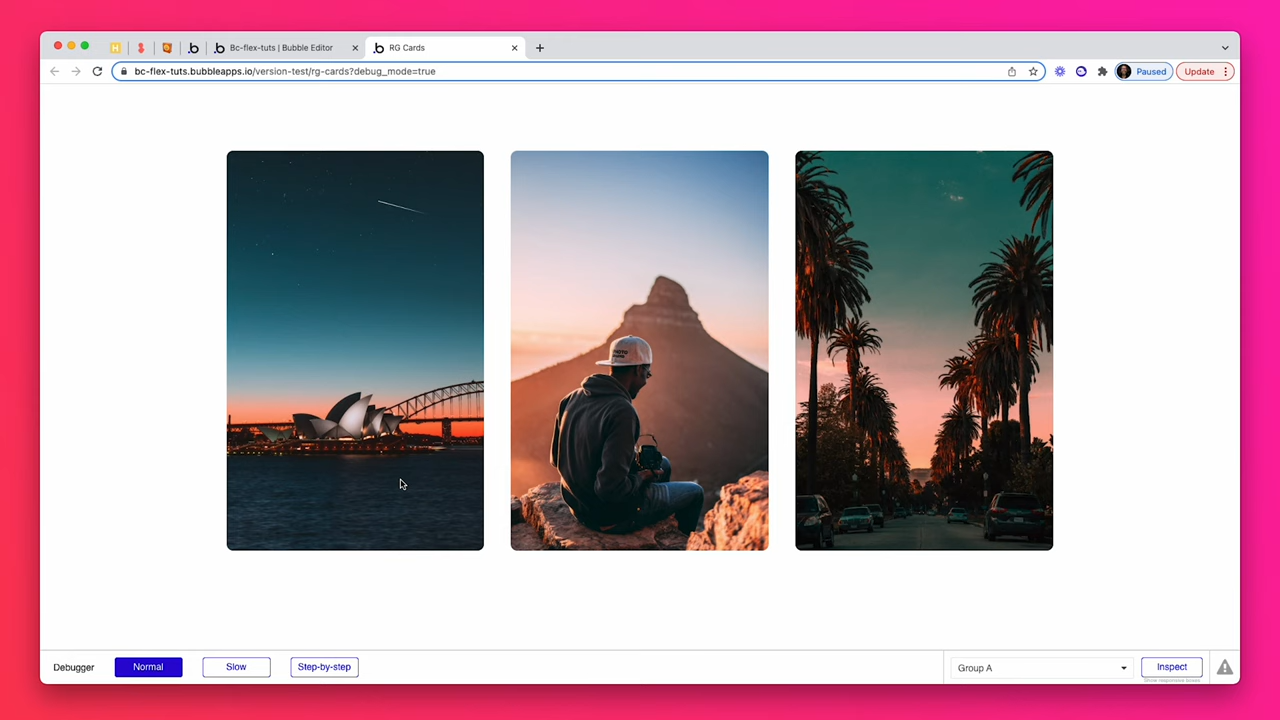 Bc-flex-tuts | Bubble Editor
RG Cards
bc-flex-tuts.bubbleapps.io/version-test/rg-cards?debug_mode=true
Paused
Update
Debugger
Normal
Slow
Step-by-step
Group A
Inspect